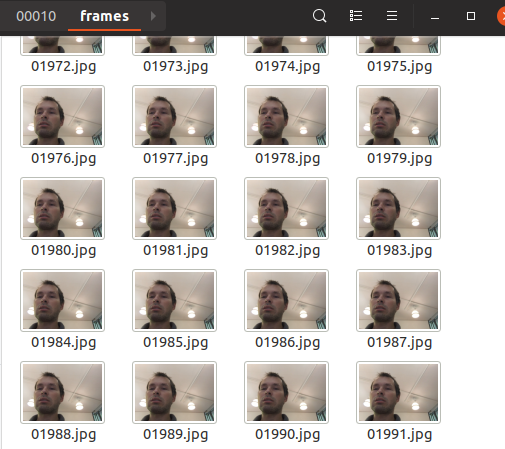 00010 frames
01972.jpg 01973.jpg 01974.jpg 01975.jpg
01976.jpg 01977.jpg 01978.jpg 01979.jpg
01980.jpg 01981.jpg 01982.jpg 01983.jpg
01984.jpg 01985.jpg 01986.jpg 01987.jpg
01988.jpg 01989.jpg 01990.jpg 01991.jpg